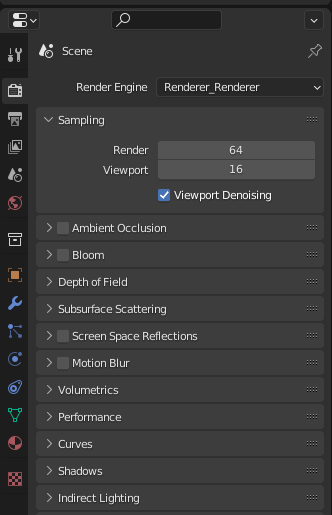 Scene
Render Engine Renderer_Renderer
Sampling
Render 64
Viewport 16
Viewport Denoising
Ambient Occlusion
Bloom
Depth of Field
Subsurface Scattering
Screen Space Reflections
Motion Blur
Volumetrics
Performance
Curves
Shadows
Indirect Lighting